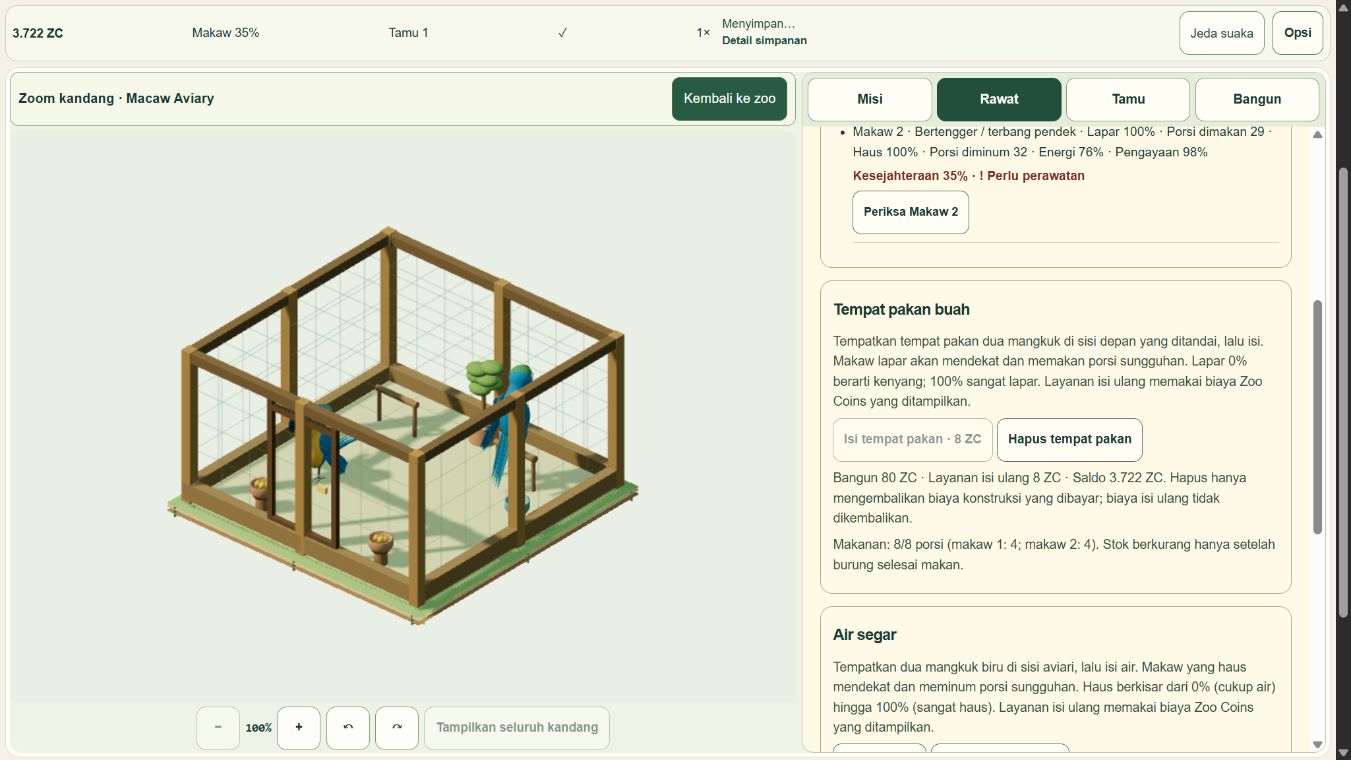 3.722 ZC
Makaw 35%
Tamu 1
✓
1×
Menyimpan…
Detail simpanan
Jeda suaka
Opsi
Zoom kandang · Macaw Aviary
Kembali ke zoo
Misi
Rawat
Tamu
Bangun
• Makaw 2 · Bertengger / terbang pendek · Lapar 100% · Porsi dimakan 29 ·
Haus 100% · Porsi diminum 32 · Energi 76% · Pengayaan 98%
Kesejahteraan 35% · ! Perlu perawatan
Periksa Makaw 2
Tempat pakan buah
Tempatkan tempat pakan dua mangkuk di sisi depan yang ditandai, lalu isi.
Makaw lapar akan mendekat dan memakan porsi sungguhan. Lapar 0%
berarti kenyang; 100% sangat lapar. Layanan isi ulang memakai biaya Zoo
Coins yang ditampilkan.
Isi tempat pakan · 8 ZC
Hapus tempat pakan
Bangun 80 ZC · Layanan isi ulang 8 ZC · Saldo 3.722 ZC. Hapus hanya
mengembalikan biaya konstruksi yang dibayar; biaya isi ulang tidak
dikembalikan.
Makanan: 8/8 porsi (makaw 1: 4; makaw 2: 4). Stok berkurang hanya setelah
burung selesai makan.
Air segar
Tempatkan dua mangkuk biru di sisi aviari, lalu isi air. Makaw yang haus
mendekat dan meminum porsi sungguhan. Haus berkisar dari 0% (cukup air)
hingga 100% (sangat haus). Layanan isi ulang memakai biaya Zoo Coins
yang ditampilkan.
−
100%
+
↶
↷
Tampilkan seluruh kandang